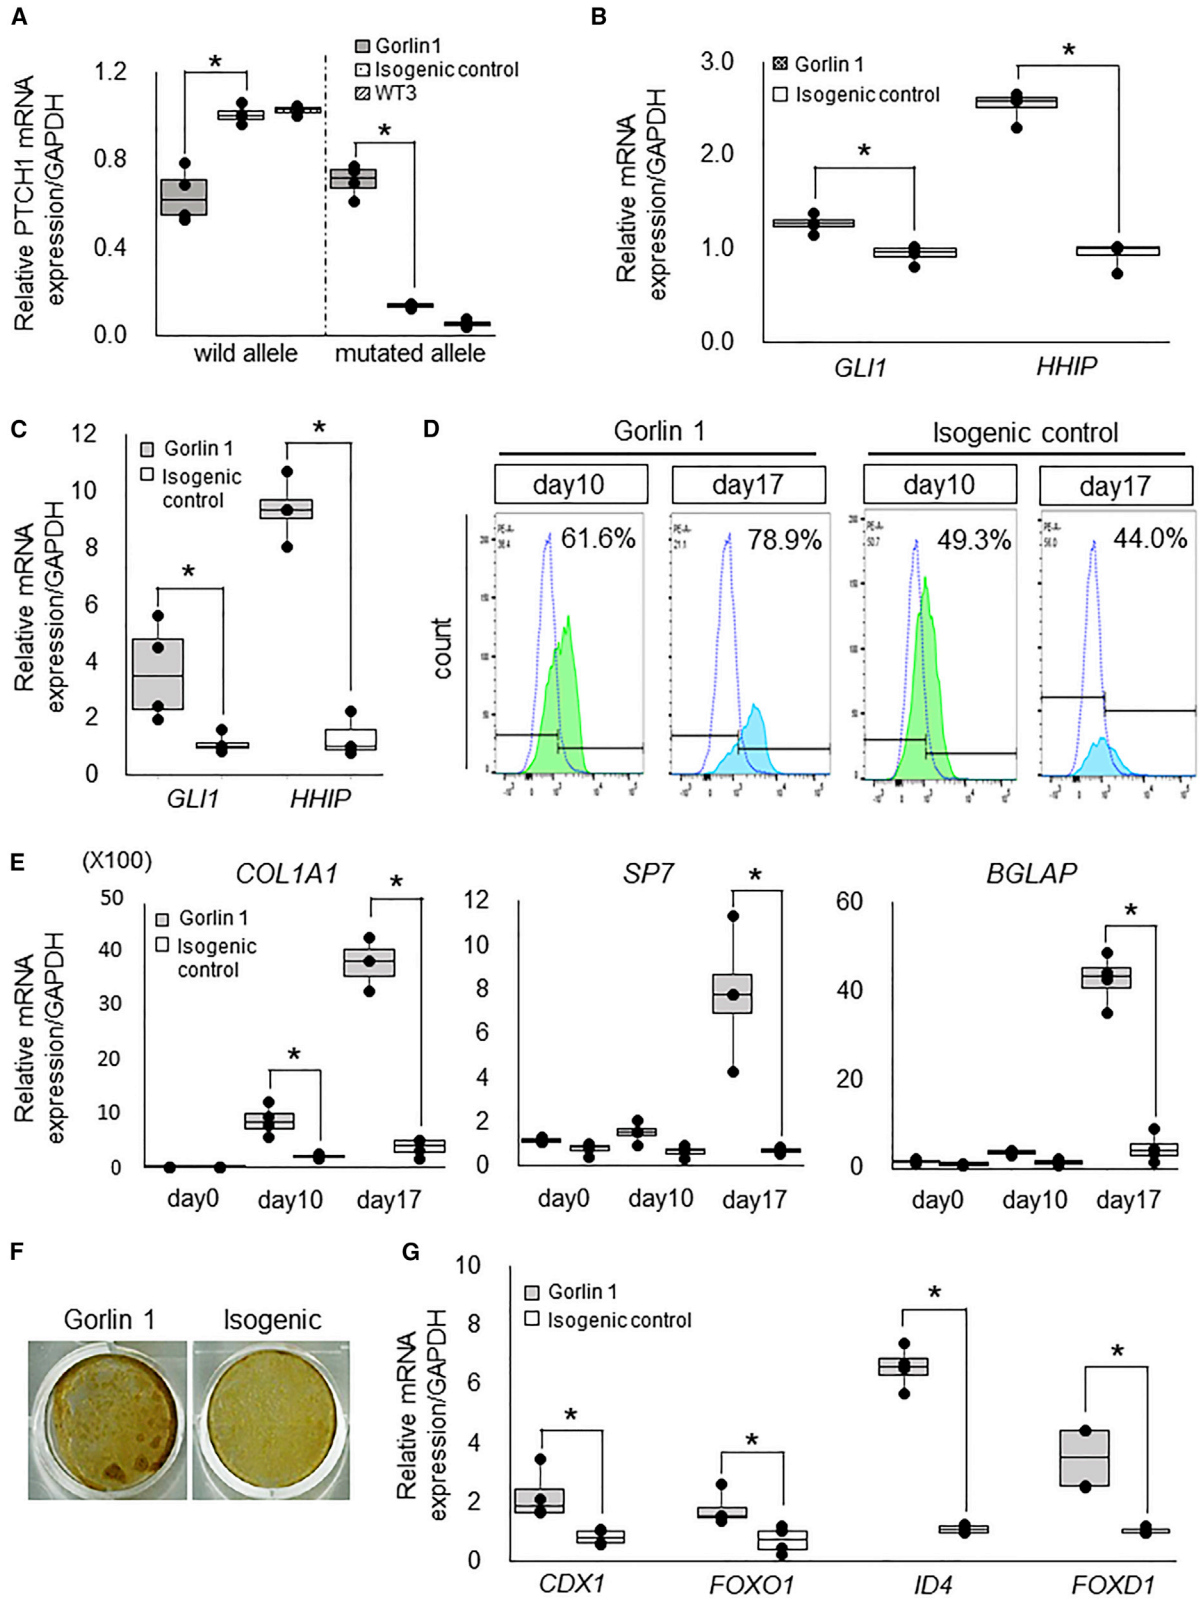 A
Relative PTCH1 mRNA
expression/GAPDH
1.2
0.8
0.4
0.0
*
*
Gorlin1
Isogenic control
WT3
wild allele
mutated allele
B
Relative mRNA
expression/GAPDH
3.0
2.0
1.0
0.0
Gorlin 1
Isogenic control
*
*
GLI1
HHIP
C
Relative mRNA
expression/GAPDH
12
10
8
6
4
2
0
Gorlin 1
Isogenic
control
*
*
GLI1
HHIP
D
Gorlin 1
Isogenic control
day10
day17
day10
day17
count
61.6%
78.9%
49.3%
44.0%
E
(X100)
Relative mRNA
expression/GAPDH
COL1A1
50
40
30
20
10
0
Gorlin 1
Isogenic
control
*
*
day0
day10
day17
SP7
12
10
8
6
4
2
0
*
day0
day10
day17
BGLAP
60
40
20
0
*
day0
day10
day17
F
Gorlin 1
Isogenic
G
Relative mRNA
expression/GAPDH
10
8
6
4
2
0
Gorlin 1
Isogenic control
*
*
*
*
CDX1
FOXO1
ID4
FOXD1